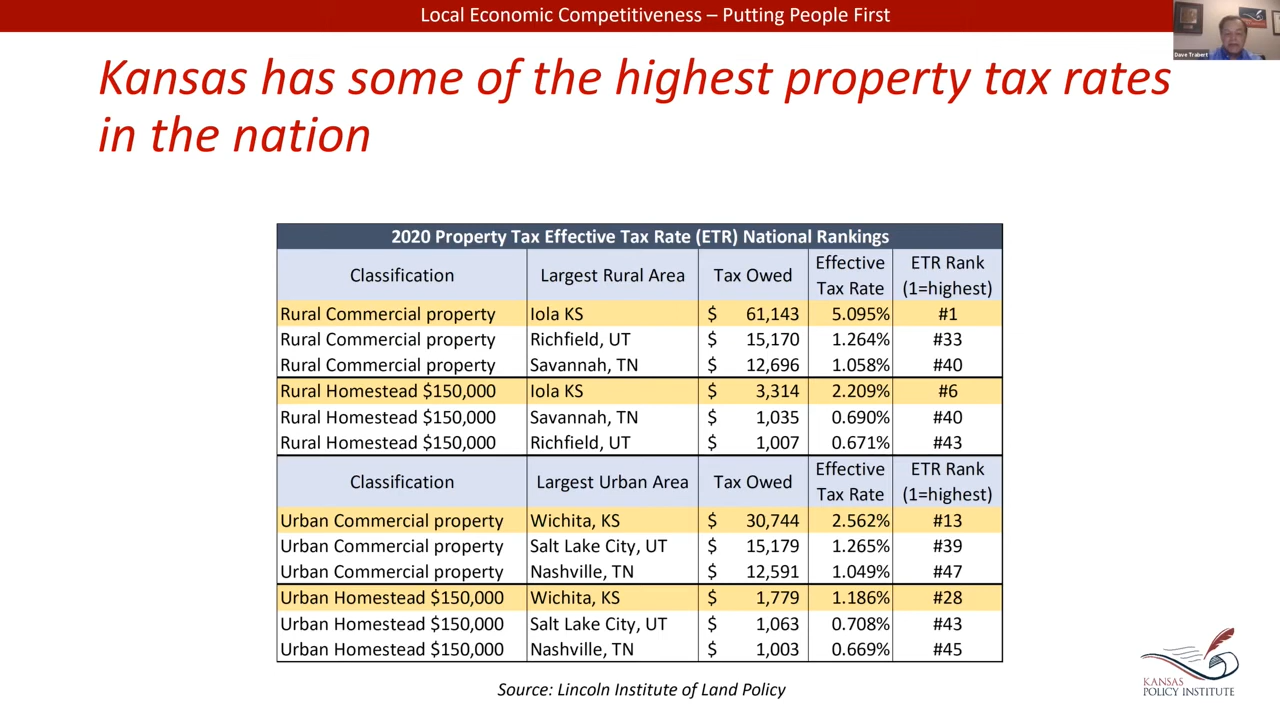 Local Economic Competitiveness – Putting People First
Dave Trabert
Kansas has some of the highest property tax rates
in the nation
2020 Property Tax Effective Tax Rate (ETR) National Rankings
Classification Largest Rural Area Tax Owed Effective Tax Rate ETR Rank (1=highest)
Rural Commercial property Iola KS $ 61,143 5.095% #1
Rural Commercial property Richfield, UT $ 15,170 1.264% #33
Rural Commercial property Savannah, TN $ 12,696 1.058% #40
Rural Homestead $150,000 Iola KS $ 3,314 2.209% #6
Rural Homestead $150,000 Savannah, TN $ 1,035 0.690% #40
Rural Homestead $150,000 Richfield, UT $ 1,007 0.671% #43
Classification Largest Urban Area Tax Owed Effective Tax Rate ETR Rank (1=highest)
Urban Commercial property Wichita, KS $ 30,744 2.562% #13
Urban Commercial property Salt Lake City, UT $ 15,179 1.265% #39
Urban Commercial property Nashville, TN $ 12,591 1.049% #47
Urban Homestead $150,000 Wichita, KS $ 1,779 1.186% #28
Urban Homestead $150,000 Salt Lake City, UT $ 1,063 0.708% #43
Urban Homestead $150,000 Nashville, TN $ 1,003 0.669% #45
Source: Lincoln Institute of Land Policy
KANSAS
POLICY INSTITUTE